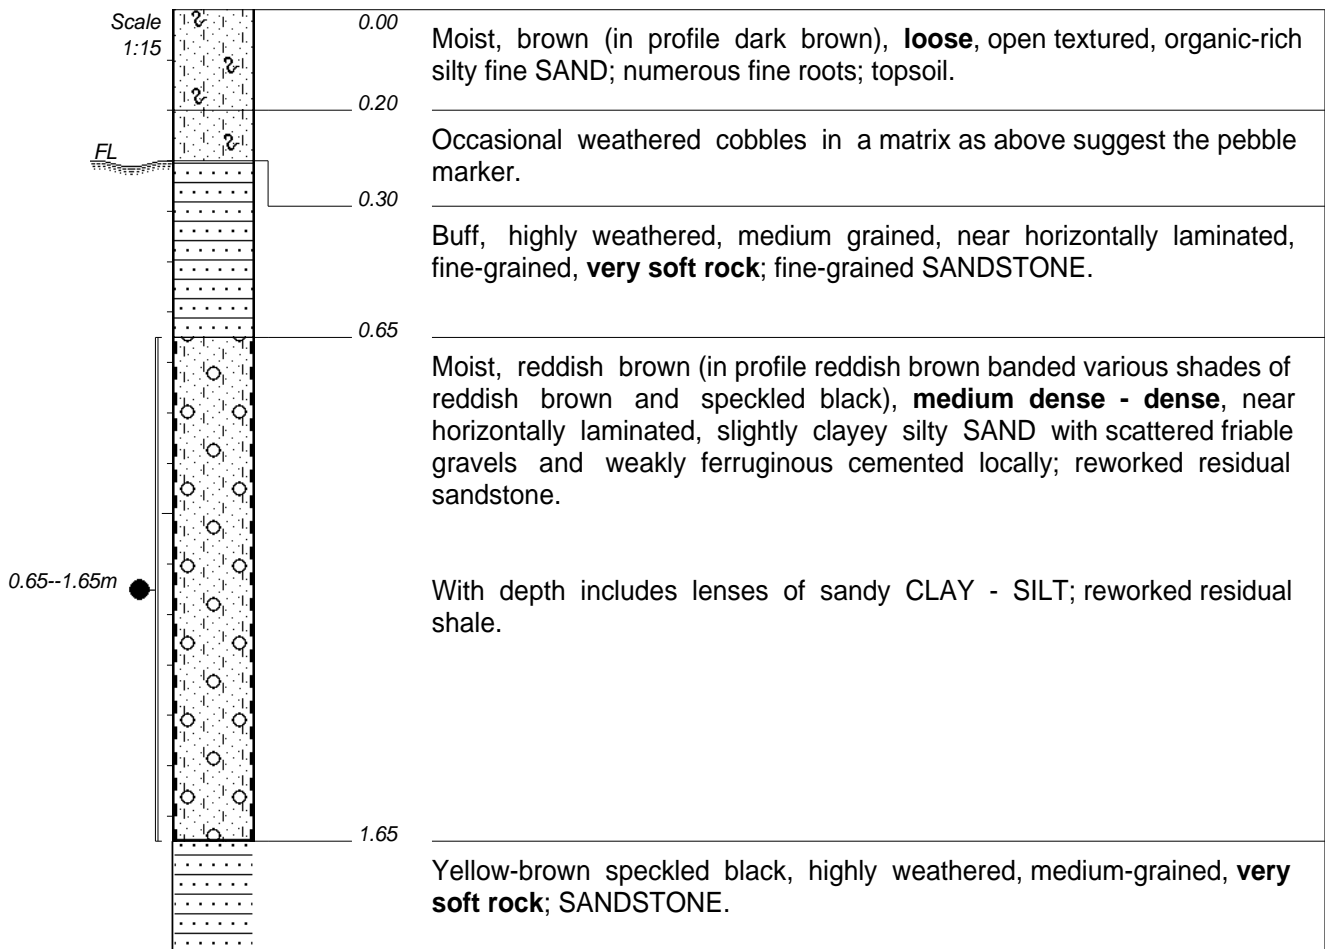 Scale
1:15
0.00
Moist, brown (in profile dark brown), loose, open textured, organic-rich
silty fine SAND; numerous fine roots; topsoil.
0.20
Occasional weathered cobbles in a matrix as above suggest the pebble
marker.
FL
0.30
Buff, highly weathered, medium grained, near horizontally laminated,
fine-grained, very soft rock; fine-grained SANDSTONE.
0.65
Moist, reddish brown (in profile reddish brown banded various shades of
reddish brown and speckled black), medium dense - dense, near
horizontally laminated, slightly clayey silty SAND with scattered friable
gravels and weakly ferruginous cemented locally; reworked residual
sandstone.
0.65--1.65m
With depth includes lenses of sandy CLAY - SILT; reworked residual
shale.
1.65
Yellow-brown speckled black, highly weathered, medium-grained, very
soft rock; SANDSTONE.